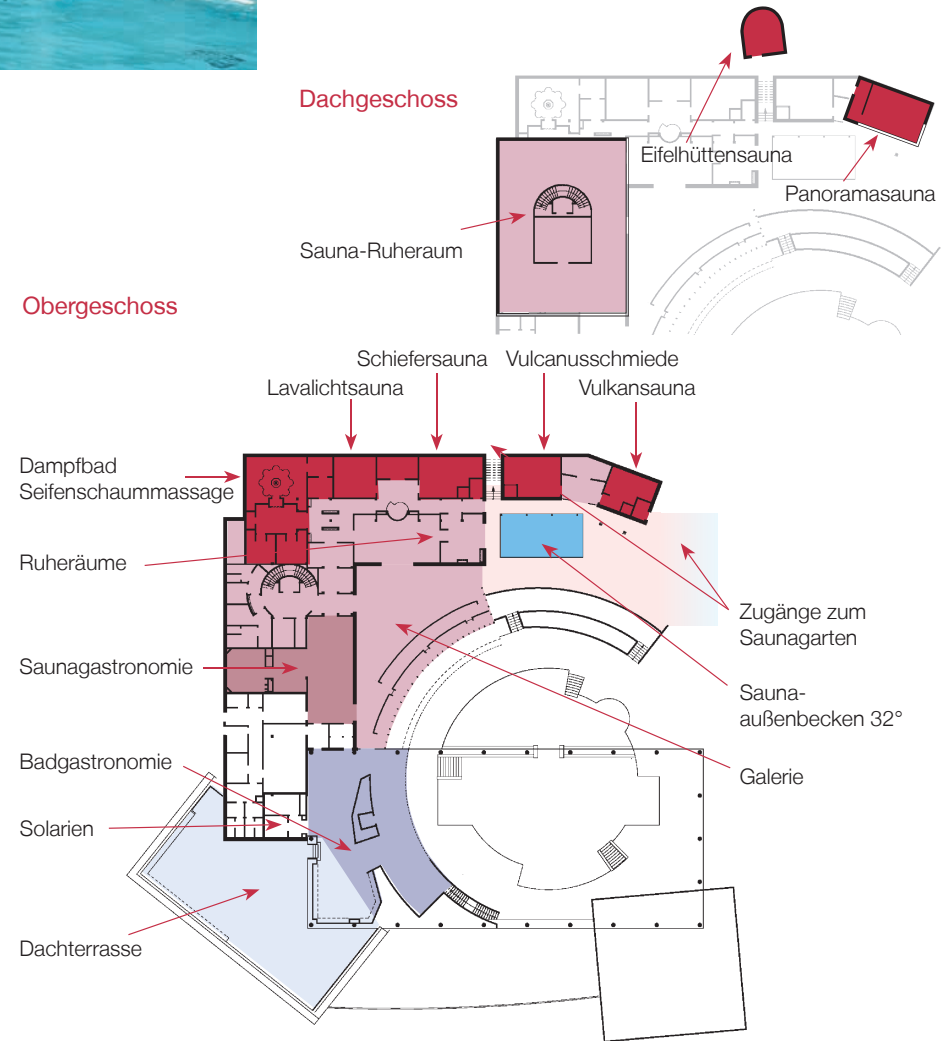 Dachgeschoss
Eifelhüttensauna
Panoramasauna
Sauna-Ruheraum
Obergeschoss
Schiefersauna
Vulcanusschmiede
Lavalichtsauna
Vulkansauna
Dampfbad
Seifenschaummassage
Ruheräume
Zugänge zum
Saunagarten
Saunagastronomie
Sauna-
außenbecken 32°
Badgastronomie
Galerie
Solarien
Dachterrasse